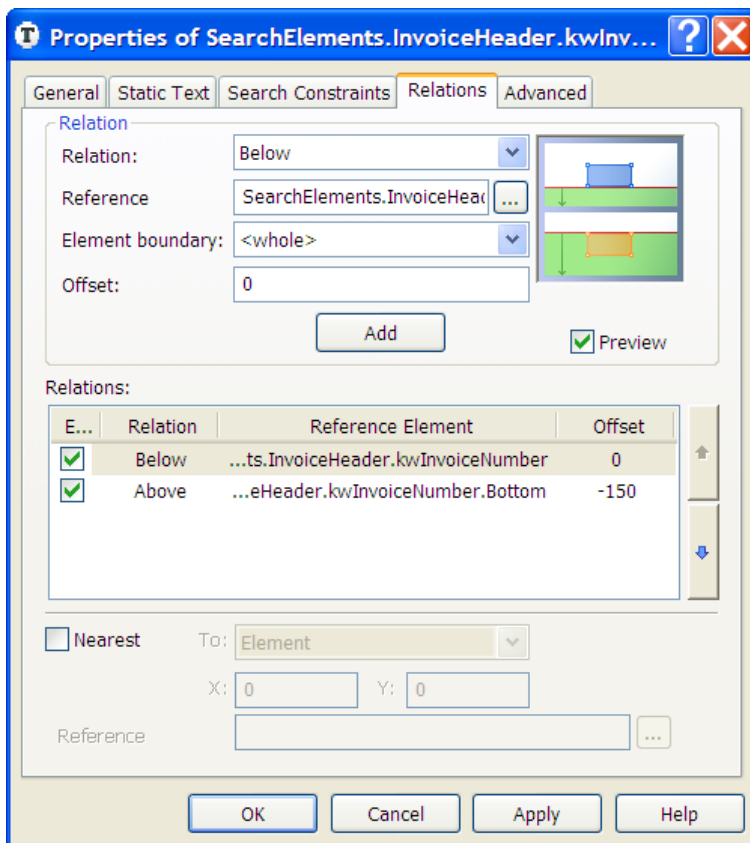 T Properties of SearchElements.InvoiceHeader.kwInv... ?
General Static Text Search Constraints Relations Advanced
Relation
Relation: Below
Reference SearchElements.InvoiceHead ...
Element boundary: <whole>
Offset: 0
Add
Preview
Relations:
E... Relation Reference Element Offset
Below ...ts.InvoiceHeader.kwInvoiceNumber 0
Above ...eHeader.kwInvoiceNumber.Bottom -150
Nearest To: Element
X: 0 Y: 0
Reference ...
OK Cancel Apply Help